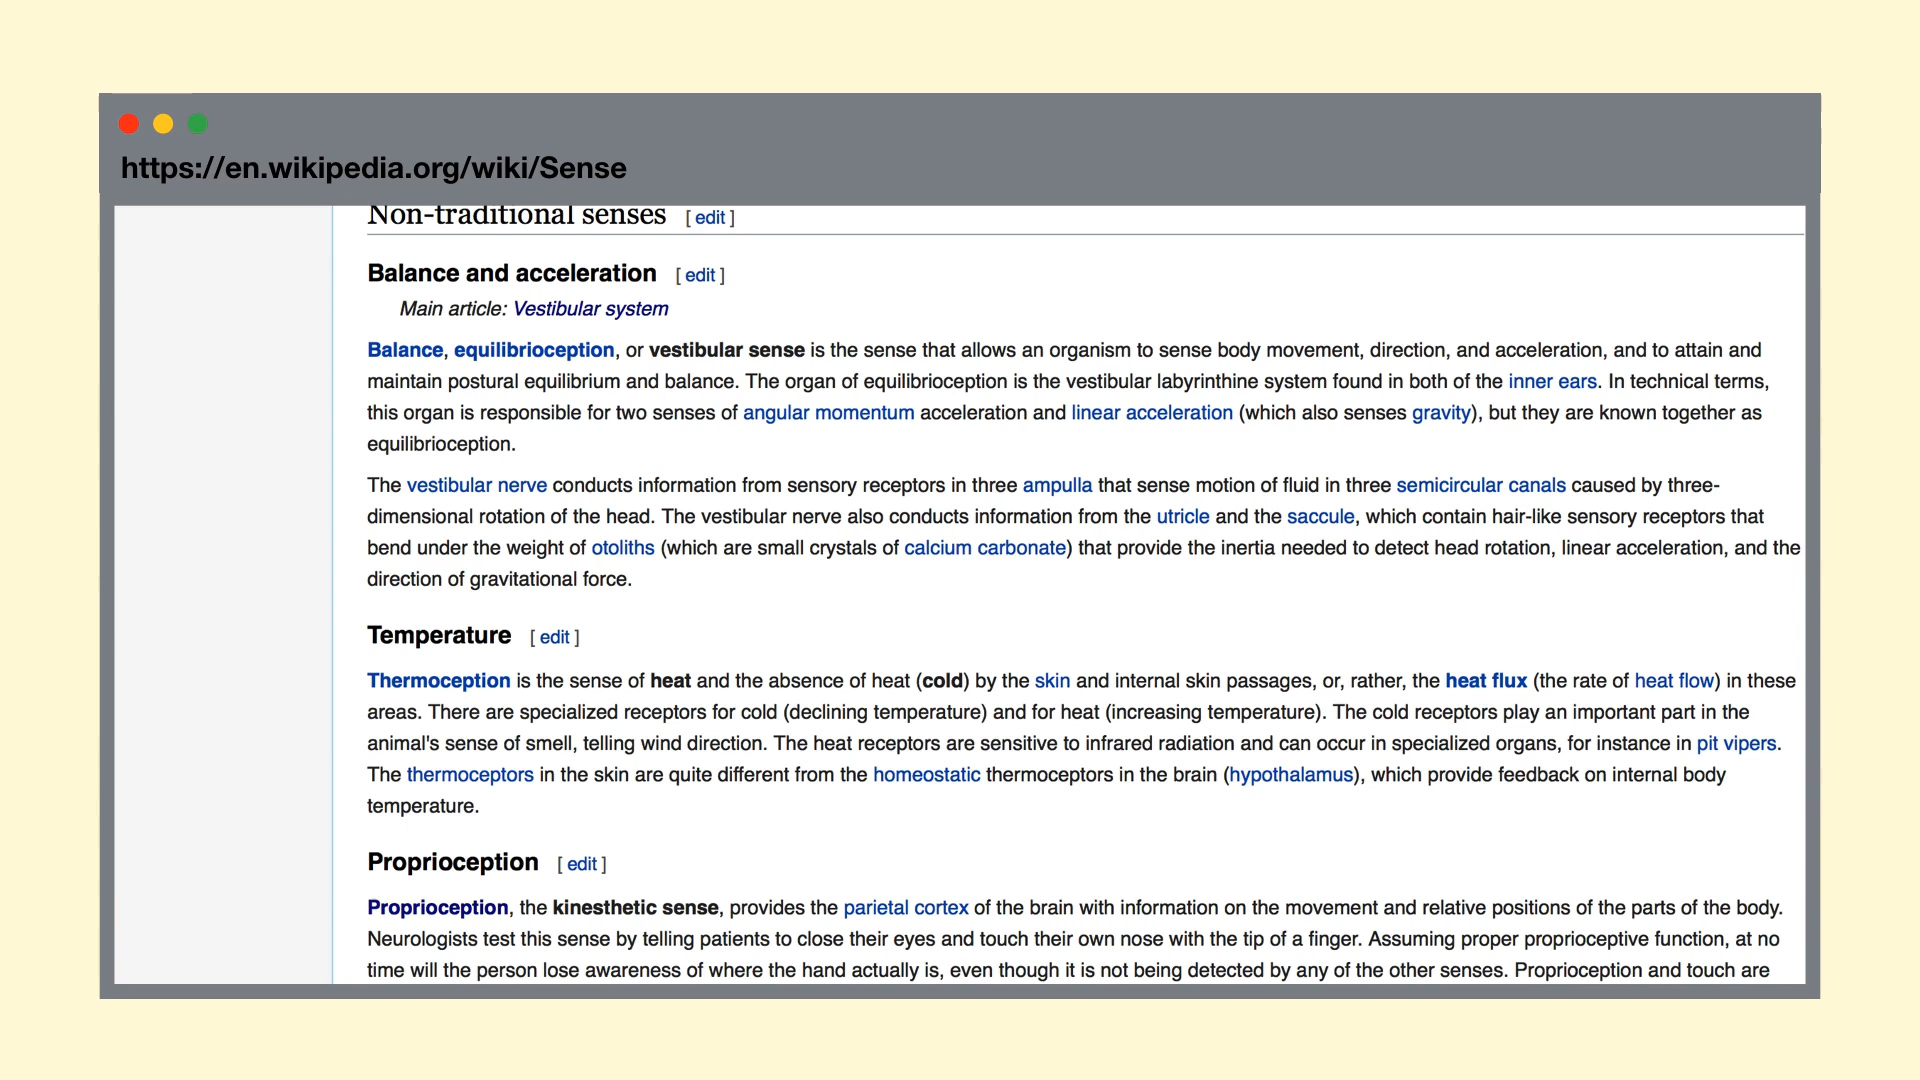 https://en.wikipedia.org/wiki/Sense
Non-traditional senses [ edit ]
Balance and acceleration [ edit ]
Main article: Vestibular system
Balance, equilibrioception, or vestibular sense is the sense that allows an organism to sense body movement, direction, and acceleration, and to attain and
maintain postural equilibrium and balance. The organ of equilibrioception is the vestibular labyrinthine system found in both of the inner ears. In technical terms,
this organ is responsible for two senses of angular momentum acceleration and linear acceleration (which also senses gravity), but they are known together as
equilibrioception.
The vestibular nerve conducts information from sensory receptors in three ampulla that sense motion of fluid in three semicircular canals caused by three-
dimensional rotation of the head. The vestibular nerve also conducts information from the utricle and the saccule, which contain hair-like sensory receptors that
bend under the weight of otoliths (which are small crystals of calcium carbonate) that provide the inertia needed to detect head rotation, linear acceleration, and the
direction of gravitational force.
Temperature [ edit ]
Thermoception is the sense of heat and the absence of heat (cold) by the skin and internal skin passages, or, rather, the heat flux (the rate of heat flow) in these
areas. There are specialized receptors for cold (declining temperature) and for heat (increasing temperature). The cold receptors play an important part in the
animal's sense of smell, telling wind direction. The heat receptors are sensitive to infrared radiation and can occur in specialized organs, for instance in pit vipers.
The thermoceptors in the skin are quite different from the homeostatic thermoceptors in the brain (hypothalamus), which provide feedback on internal body
temperature.
Proprioception [ edit ]
Proprioception, the kinesthetic sense, provides the parietal cortex of the brain with information on the movement and relative positions of the parts of the body.
Neurologists test this sense by telling patients to close their eyes and touch their own nose with the tip of a finger. Assuming proper proprioceptive function, at no
time will the person lose awareness of where the hand actually is, even though it is not being detected by any of the other senses. Proprioception and touch are